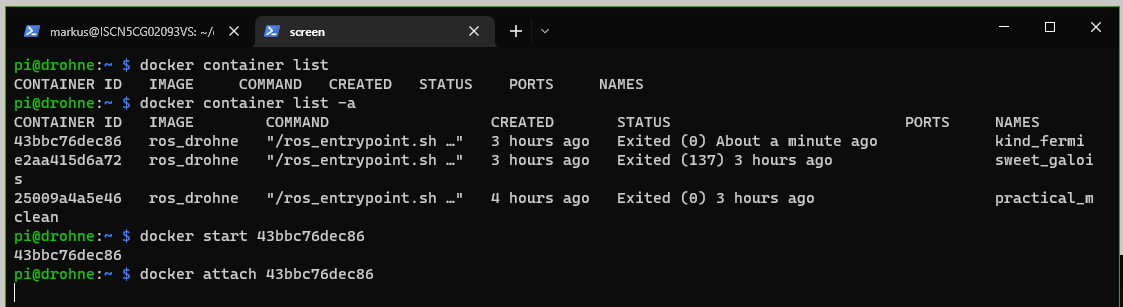 markus@ISCN5CG02093VS: ~/
screen
pi@drohne:~ $ docker container list
CONTAINER ID   IMAGE     COMMAND   CREATED   STATUS    PORTS     NAMES
pi@drohne:~ $ docker container list -a
CONTAINER ID   IMAGE        COMMAND                  CREATED       STATUS                          PORTS     NAMES
43bbc76dec86   ros_drohne   "/ros_entrypoint.sh …"   3 hours ago   Exited (0) About a minute ago             kind_fermi
e2aa415d6a72   ros_drohne   "/ros_entrypoint.sh …"   3 hours ago   Exited (137) 3 hours ago                  sweet_galoi
s
25009a4a5e46   ros_drohne   "/ros_entrypoint.sh …"   4 hours ago   Exited (0) 3 hours ago                    practical_m
clean
pi@drohne:~ $ docker start 43bbc76dec86
43bbc76dec86
pi@drohne:~ $ docker attach 43bbc76dec86